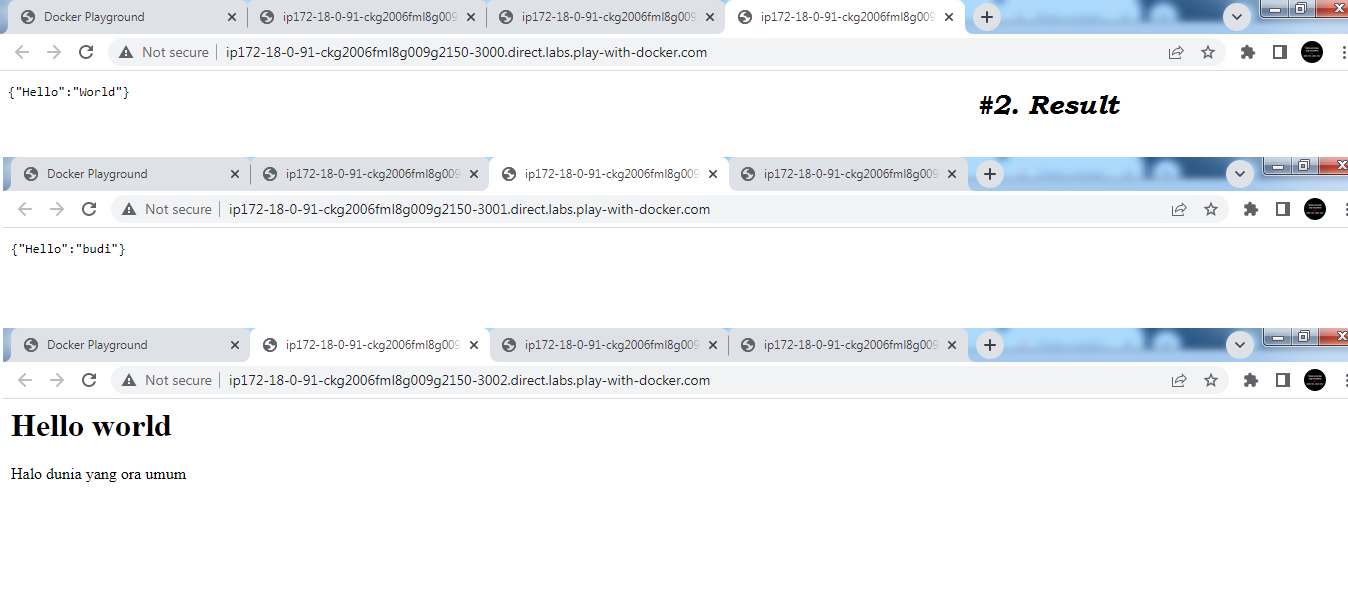 Docker Playground ip172-18-0-91-ckg2006fml8g009 ip172-18-0-91-ckg2006fml8g009 ip172-18-0-91-ckg2006fml8g009
Not secure ip172-18-0-91-ckg2006fml8g009g2150-3000.direct.labs.play-with-docker.com
{"Hello":"World"}
#2. Result
Docker Playground ip172-18-0-91-ckg2006fml8g009 ip172-18-0-91-ckg2006fml8g009 ip172-18-0-91-ckg2006fml8g009
Not secure ip172-18-0-91-ckg2006fml8g009g2150-3001.direct.labs.play-with-docker.com
{"Hello":"budi"}
Docker Playground ip172-18-0-91-ckg2006fml8g009 ip172-18-0-91-ckg2006fml8g009 ip172-18-0-91-ckg2006fml8g009
Not secure ip172-18-0-91-ckg2006fml8g009g2150-3002.direct.labs.play-with-docker.com
Hello world
Halo dunia yang ora umum